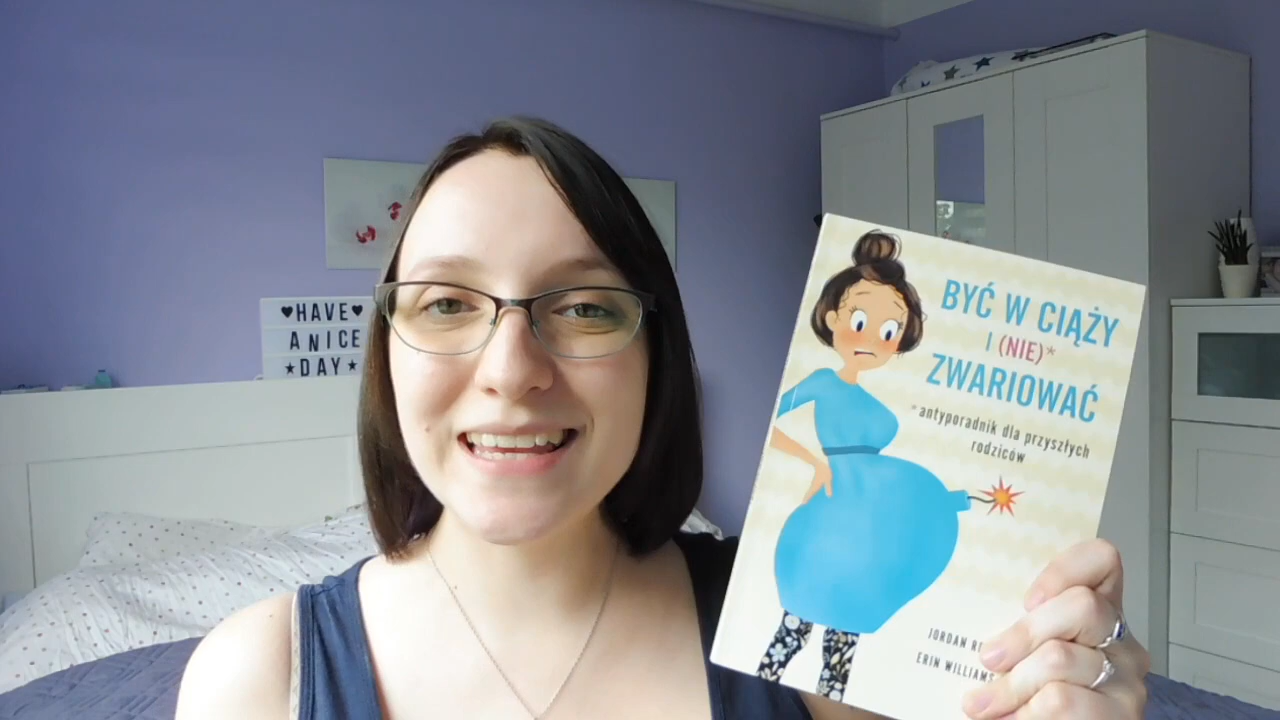 ♥HAVE♥
A NICE
★DAY★
BYĆ W CIĄŻY
I (NIE)*
ZWARIOWAĆ
*antyporadnik dla przyszłych
rodziców
JORDAN
ERIN WILLIAMS